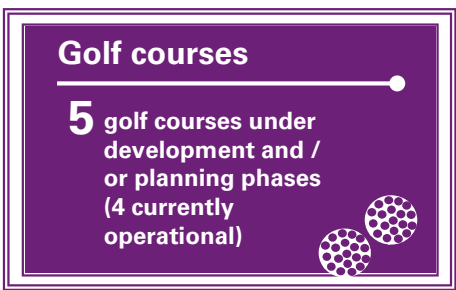 Golf courses
5 golf courses under
development and /
or planning phases
(4 currently
operational)